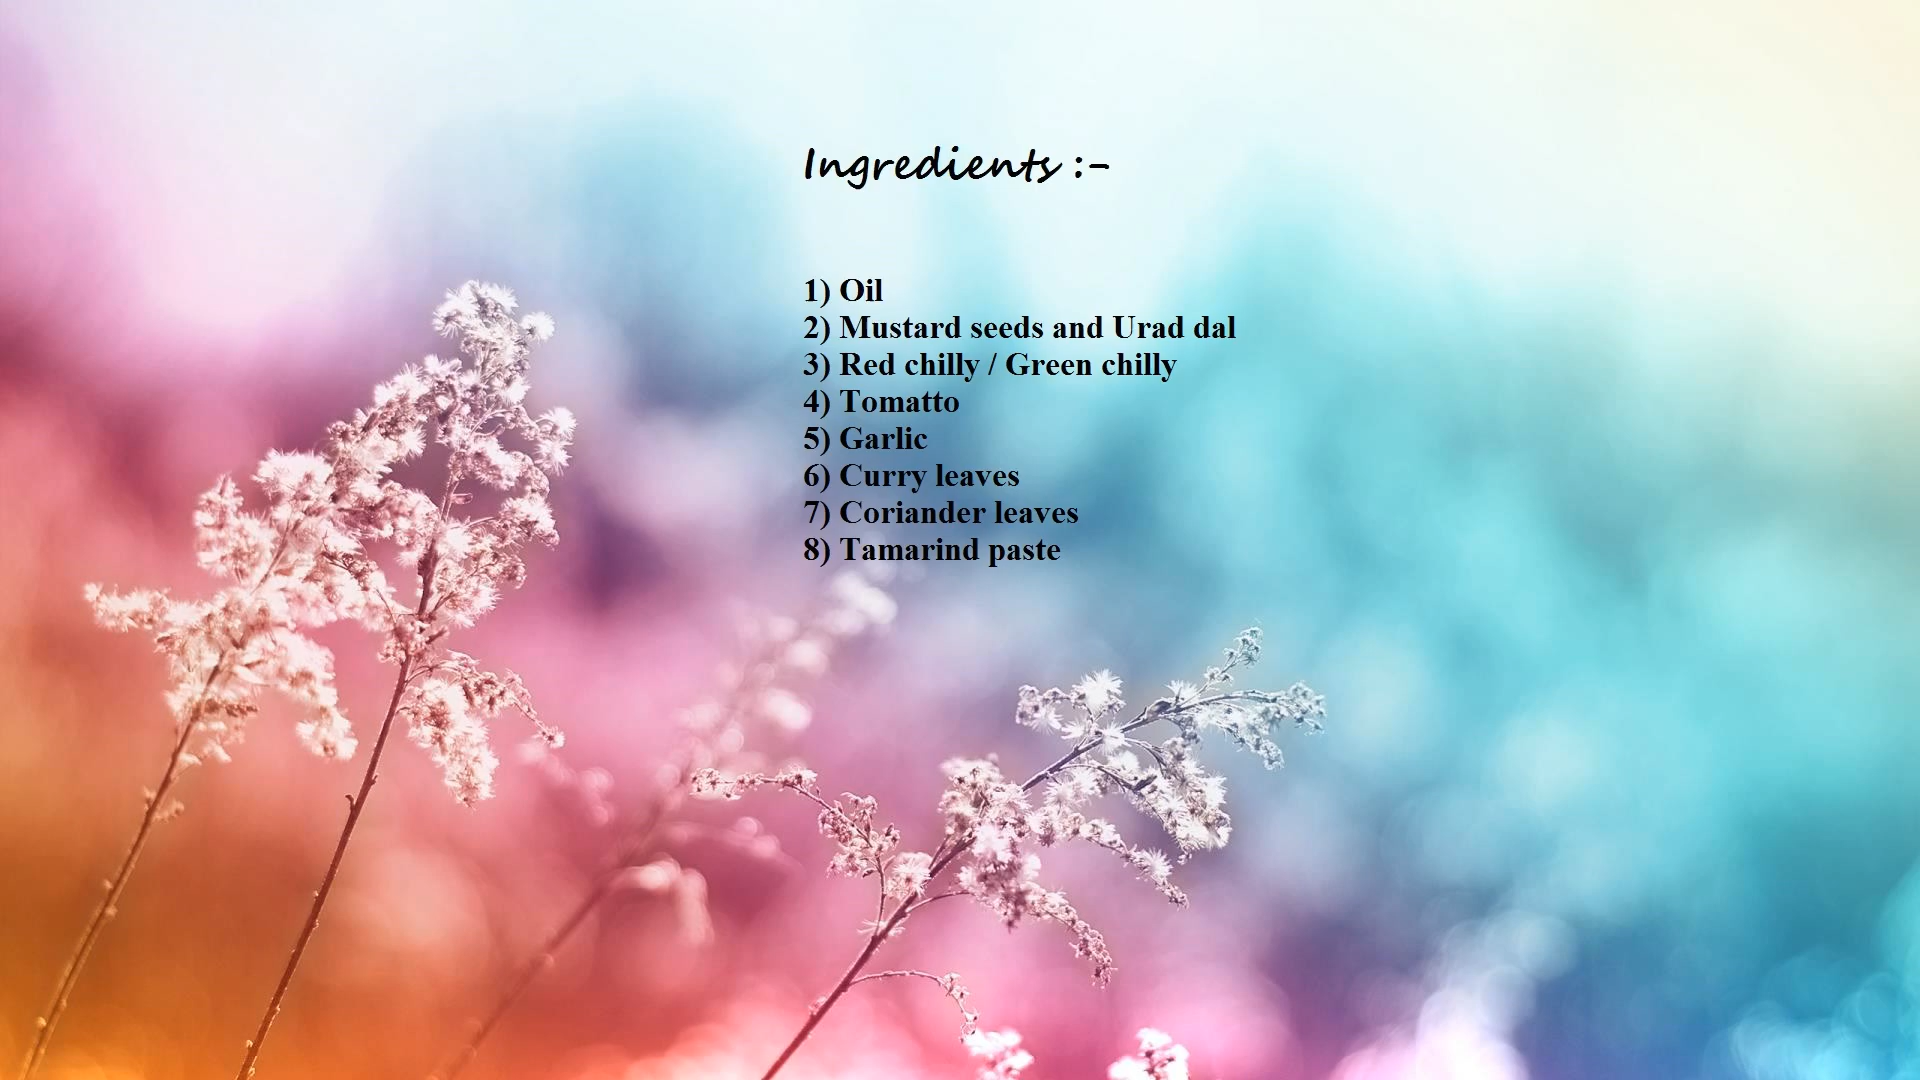 Ingredients :-
1) Oil
2) Mustard seeds and Urad dal
3) Red chilly / Green chilly
4) Tomatto
5) Garlic
6) Curry leaves
7) Coriander leaves
8) Tamarind paste